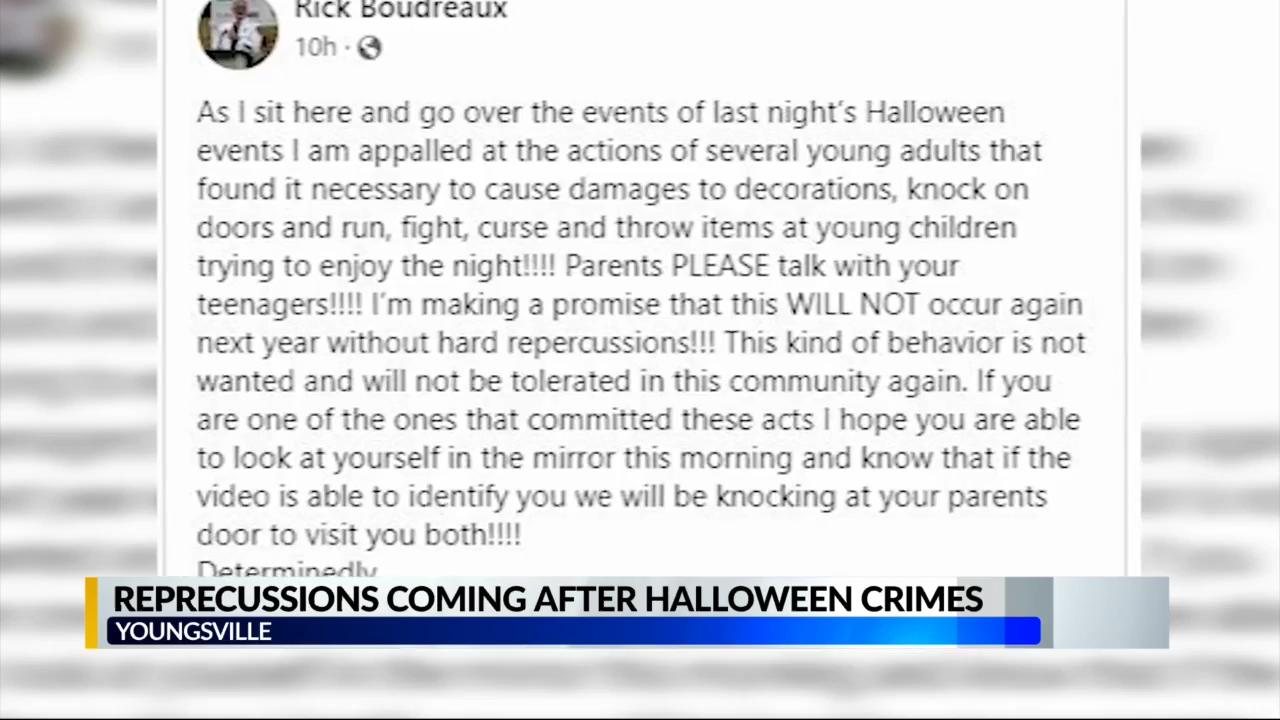 Rick Boudreaux
10h ·
As I sit here and go over the events of last night's Halloween
events I am appalled at the actions of several young adults that
found it necessary to cause damages to decorations, knock on
doors and run, fight, curse and throw items at young children
trying to enjoy the night!!!! Parents PLEASE talk with your
teenagers!!!! I'm making a promise that this WILL NOT occur again
next year without hard repercussions!!! This kind of behavior is not
wanted and will not be tolerated in this community again. If you
are one of the ones that committed these acts I hope you are able
to look at yourself in the mirror this morning and know that if the
video is able to identify you we will be knocking at your parents
door to visit you both!!!!
Determinedly
REPRECUSSIONS COMING AFTER HALLOWEEN CRIMES
YOUNGSVILLE